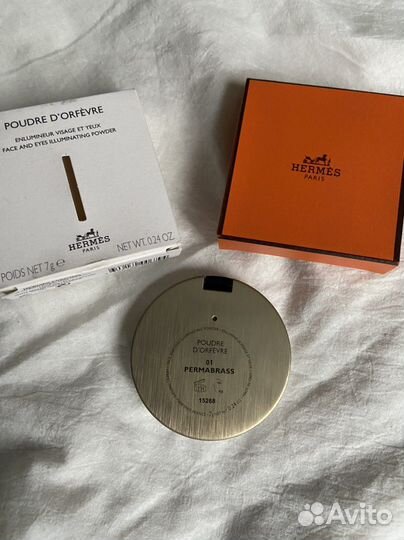 POUDRE D'ORFÈVRE
ENLUMINEUR VISAGE ET YEUX
FACE AND EYES ILLUMINATING POWDER
HERMÈS
PARIS
POIDS NET 7g e
NET WT. 0.24 OZ.
HERMÈS
PARIS
POUDRE
D'ORFÈVRE
01
PERMABRASS
15268
Avito